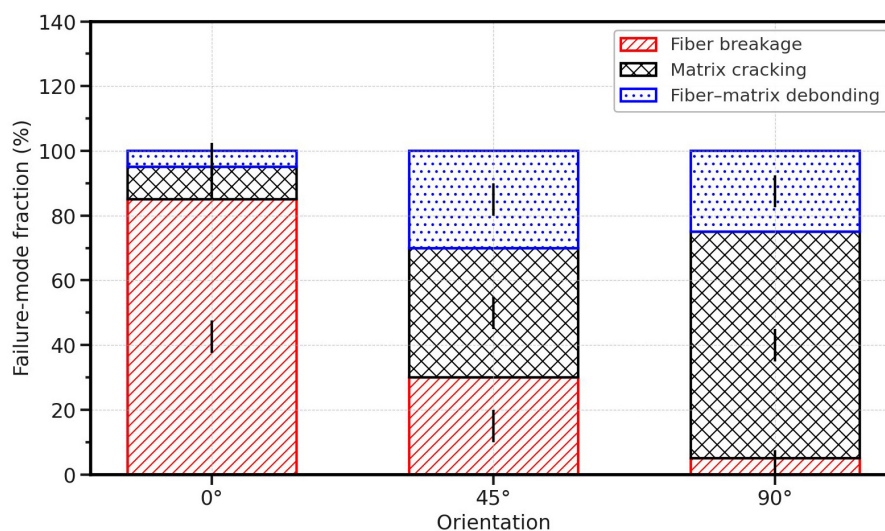 140
120
100
80
60
40
20
0
Failure-mode fraction (%)
Fiber breakage
Matrix cracking
Fiber–matrix debonding
0°
45°
90°
Orientation